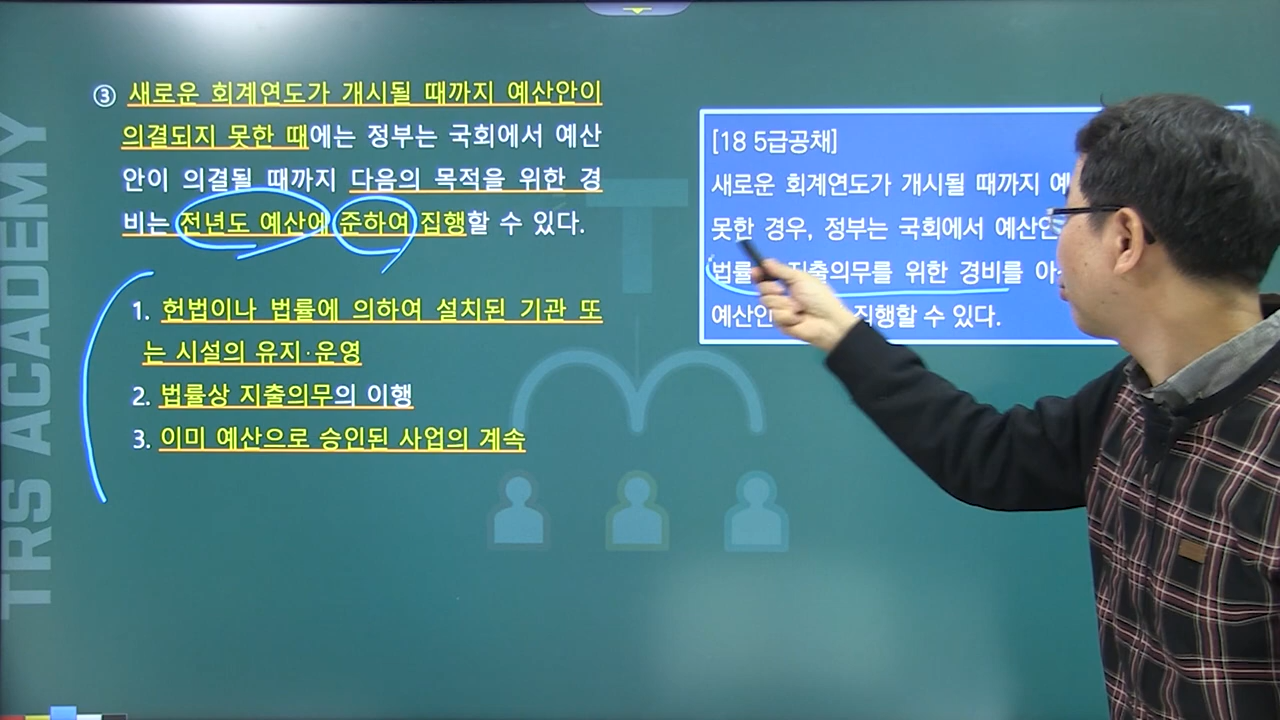 ③ 새로운 회계연도가 개시될 때까지 예산안이
의결되지 못한 때에는 정부는 국회에서 예산
안이 의결될 때까지 다음의 목적을 위한 경
비는 전년도 예산에 준하여 집행할 수 있다.
1. 헌법이나 법률에 의하여 설치된 기관 또
는 시설의 유지·운영
2. 법률상 지출의무의 이행
3. 이미 예산으로 승인된 사업의 계속
[18 5급공채]
새로운 회계연도가 개시될 때까지
못한 경우, 정부는 국회에서
지출의무를 위한 경비를
집행할 수 있다.
TRS ACADEMY